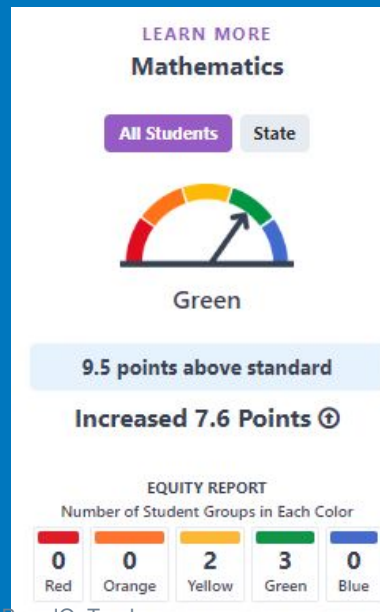 LEARN MORE
Mathematics
All Students State
Green
9.5 points above standard
Increased 7.6 Points
EQUITY REPORT
Number of Student Groups in Each Color
0 0 2 3 0
Red Orange Yellow Green Blue